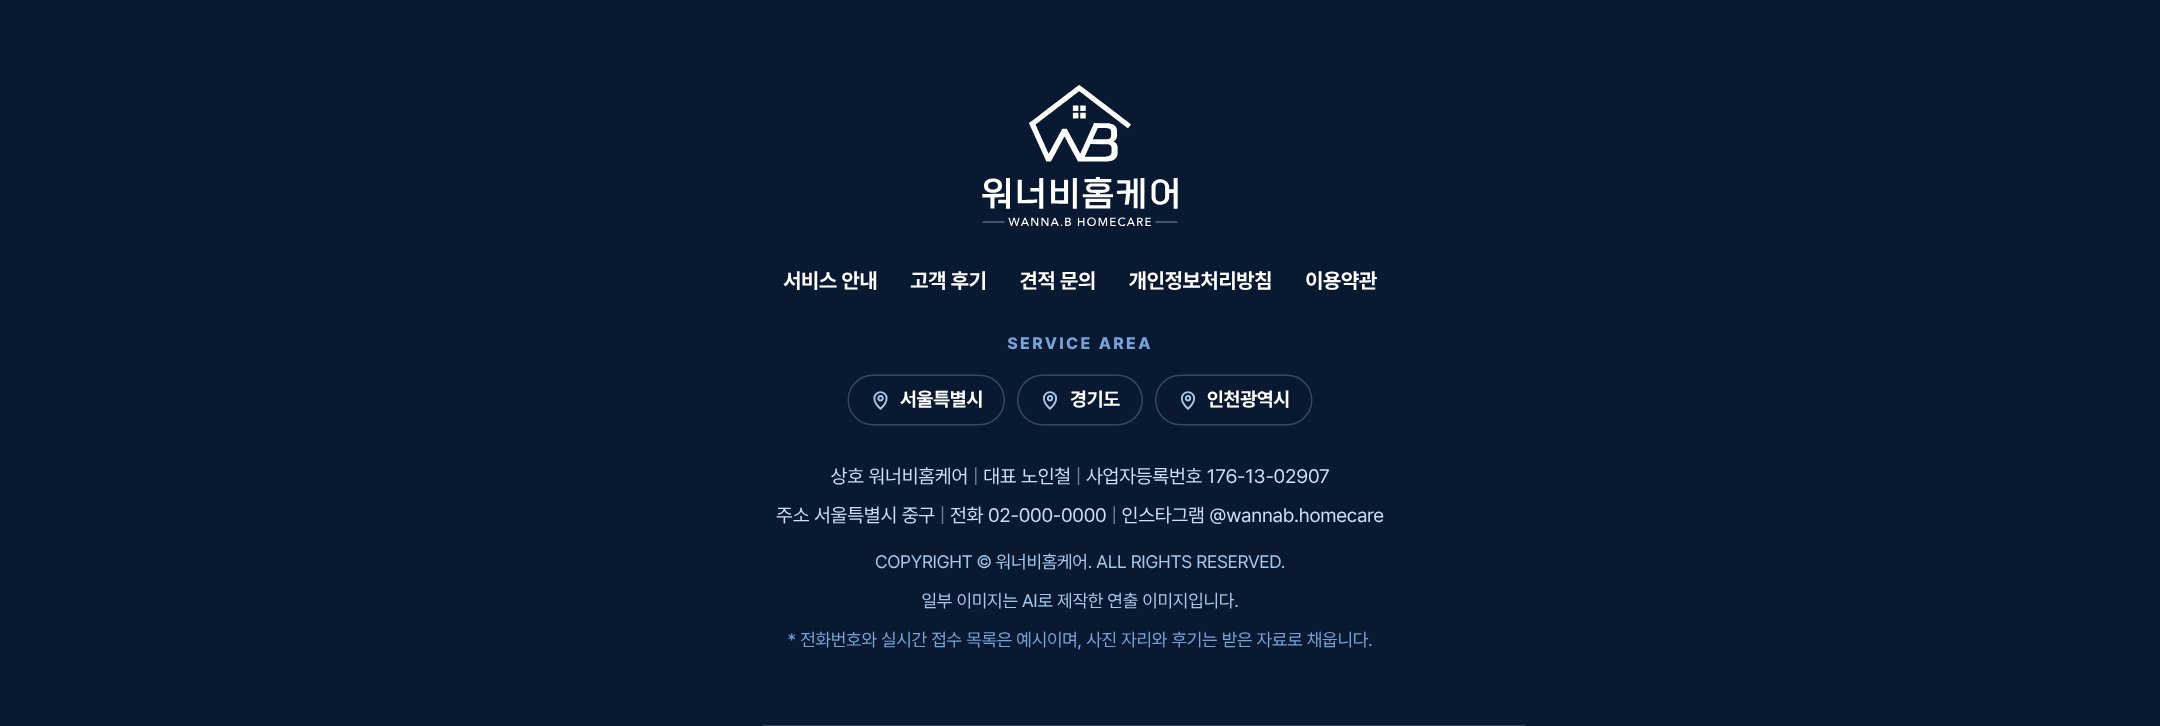 WB
워너비홈케어
WANNA.B HOMECARE
서비스 안내 고객 후기 견적 문의 개인정보처리방침 이용약관
SERVICE AREA
서울특별시 경기도 인천광역시
상호 워너비홈케어 | 대표 노인철 | 사업자등록번호 176-13-02907
주소 서울특별시 중구 | 전화 02-000-0000 | 인스타그램 @wannab.homecare
COPYRIGHT © 워너비홈케어. ALL RIGHTS RESERVED.
일부 이미지는 AI로 제작한 연출 이미지입니다.
* 전화번호와 실시간 접수 목록은 예시이며, 사진 자리와 후기는 받은 자료로 채웁니다.